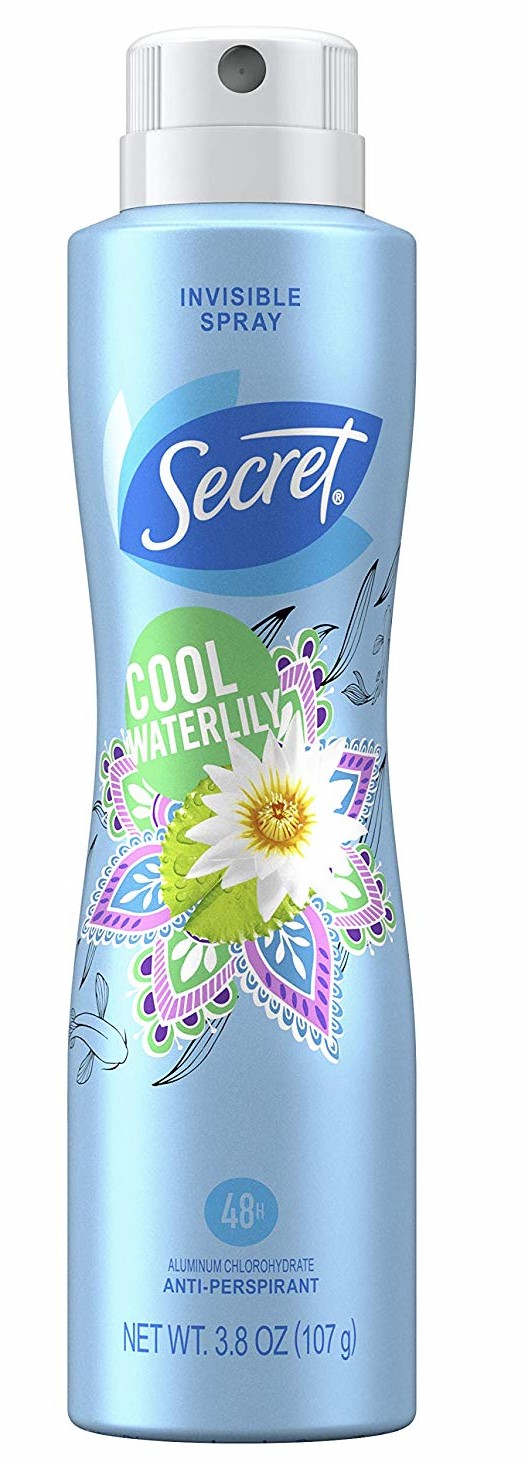 INVISIBLE
SPRAY
Secret®
COOL
WATERLILY
48H
ALUMINUM CHLOROHYDRATE
ANTI-PERSPIRANT
NET WT. 3.8 OZ (107 g)